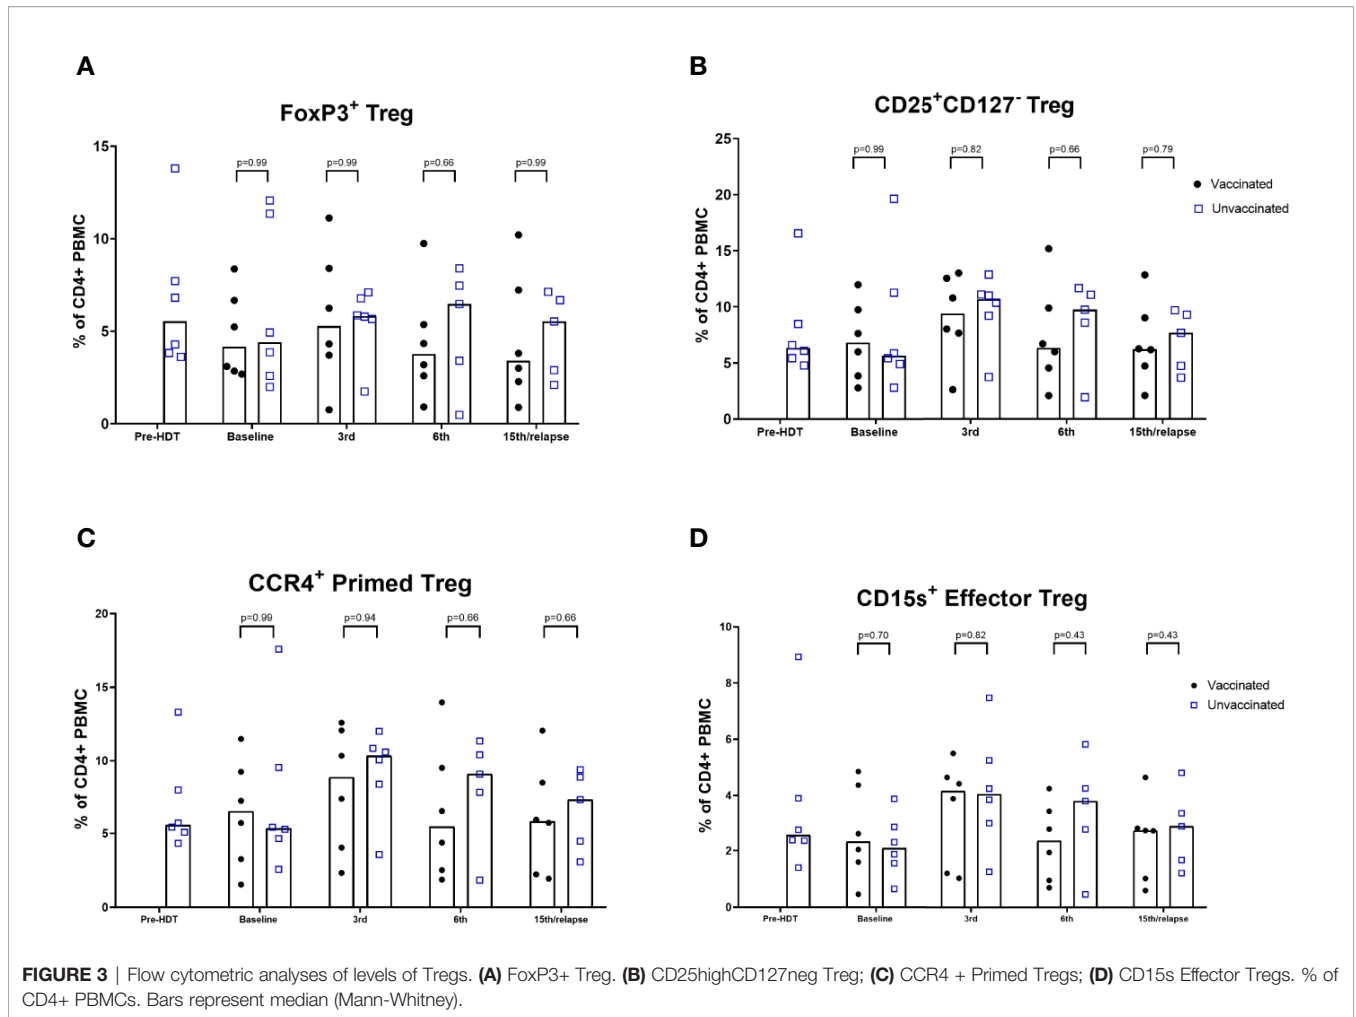 A
FoxP3+ Treg
% of CD4+ PBMC
15
10
5
0
p=0.99
p=0.99
p=0.66
p=0.99
Pre-HDT
Baseline
3rd
6th
15th/relapse
B
CD25+CD127- Treg
% of CD4+ PBMC
25
20
15
10
5
0
p=0.99
p=0.82
p=0.66
p=0.79
Vaccinated
Unvaccinated
Pre-HDT
Baseline
3rd
6th
15th/relapse
C
CCR4+ Primed Treg
% of CD4+ PBMC
20
15
10
5
0
p=0.99
p=0.94
p=0.66
p=0.66
Pre-HDT
Baseline
3rd
6th
15th/relapse
D
CD15s+ Effector Treg
% of CD4+ PBMC
10
8
6
4
2
0
p=0.70
p=0.82
p=0.43
p=0.43
Vaccinated
Unvaccinated
Pre-HDT
Baseline
3rd
6th
15th/relapse
FIGURE 3 | Flow cytometric analyses of levels of Tregs. (A) FoxP3+ Treg. (B) CD25highCD127neg Treg; (C) CCR4 + Primed Tregs; (D) CD15s Effector Tregs. % of
CD4+ PBMCs. Bars represent median (Mann-Whitney).